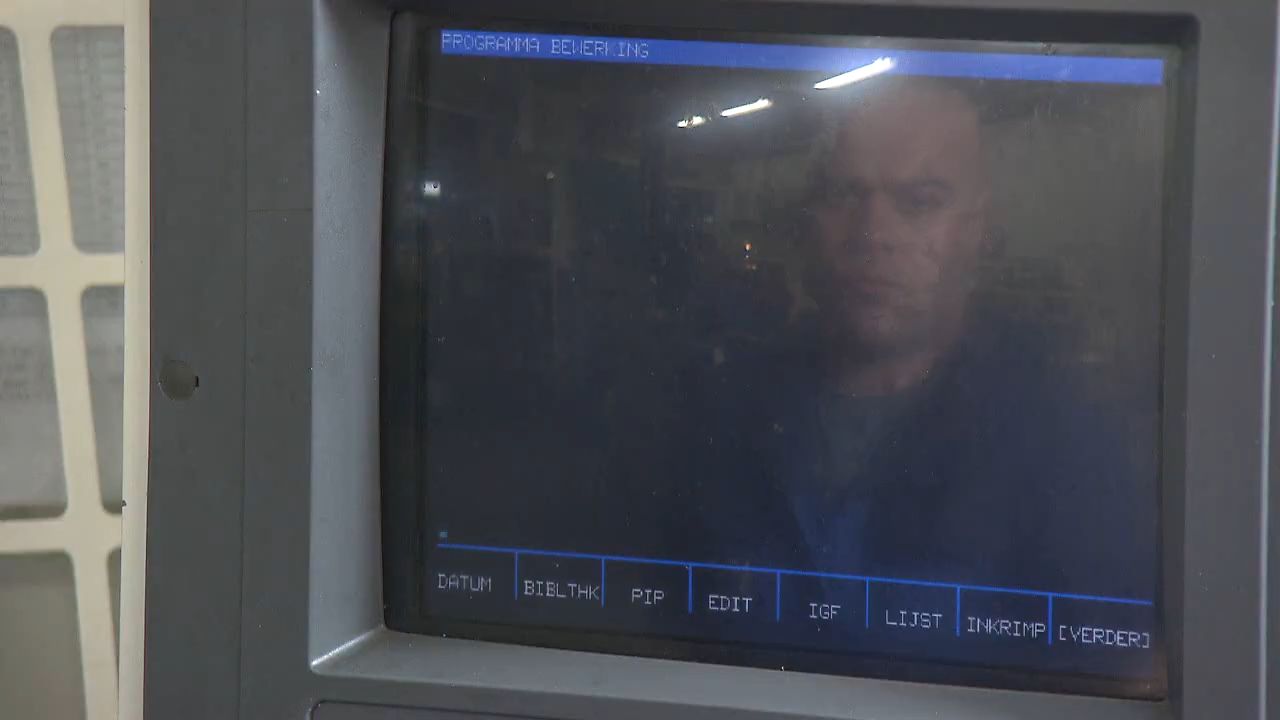 PROGRAMMA BEWERKING
DATUM BIBLTHK PIP EDIT IGF LIJST INKRIMP [VERDER]